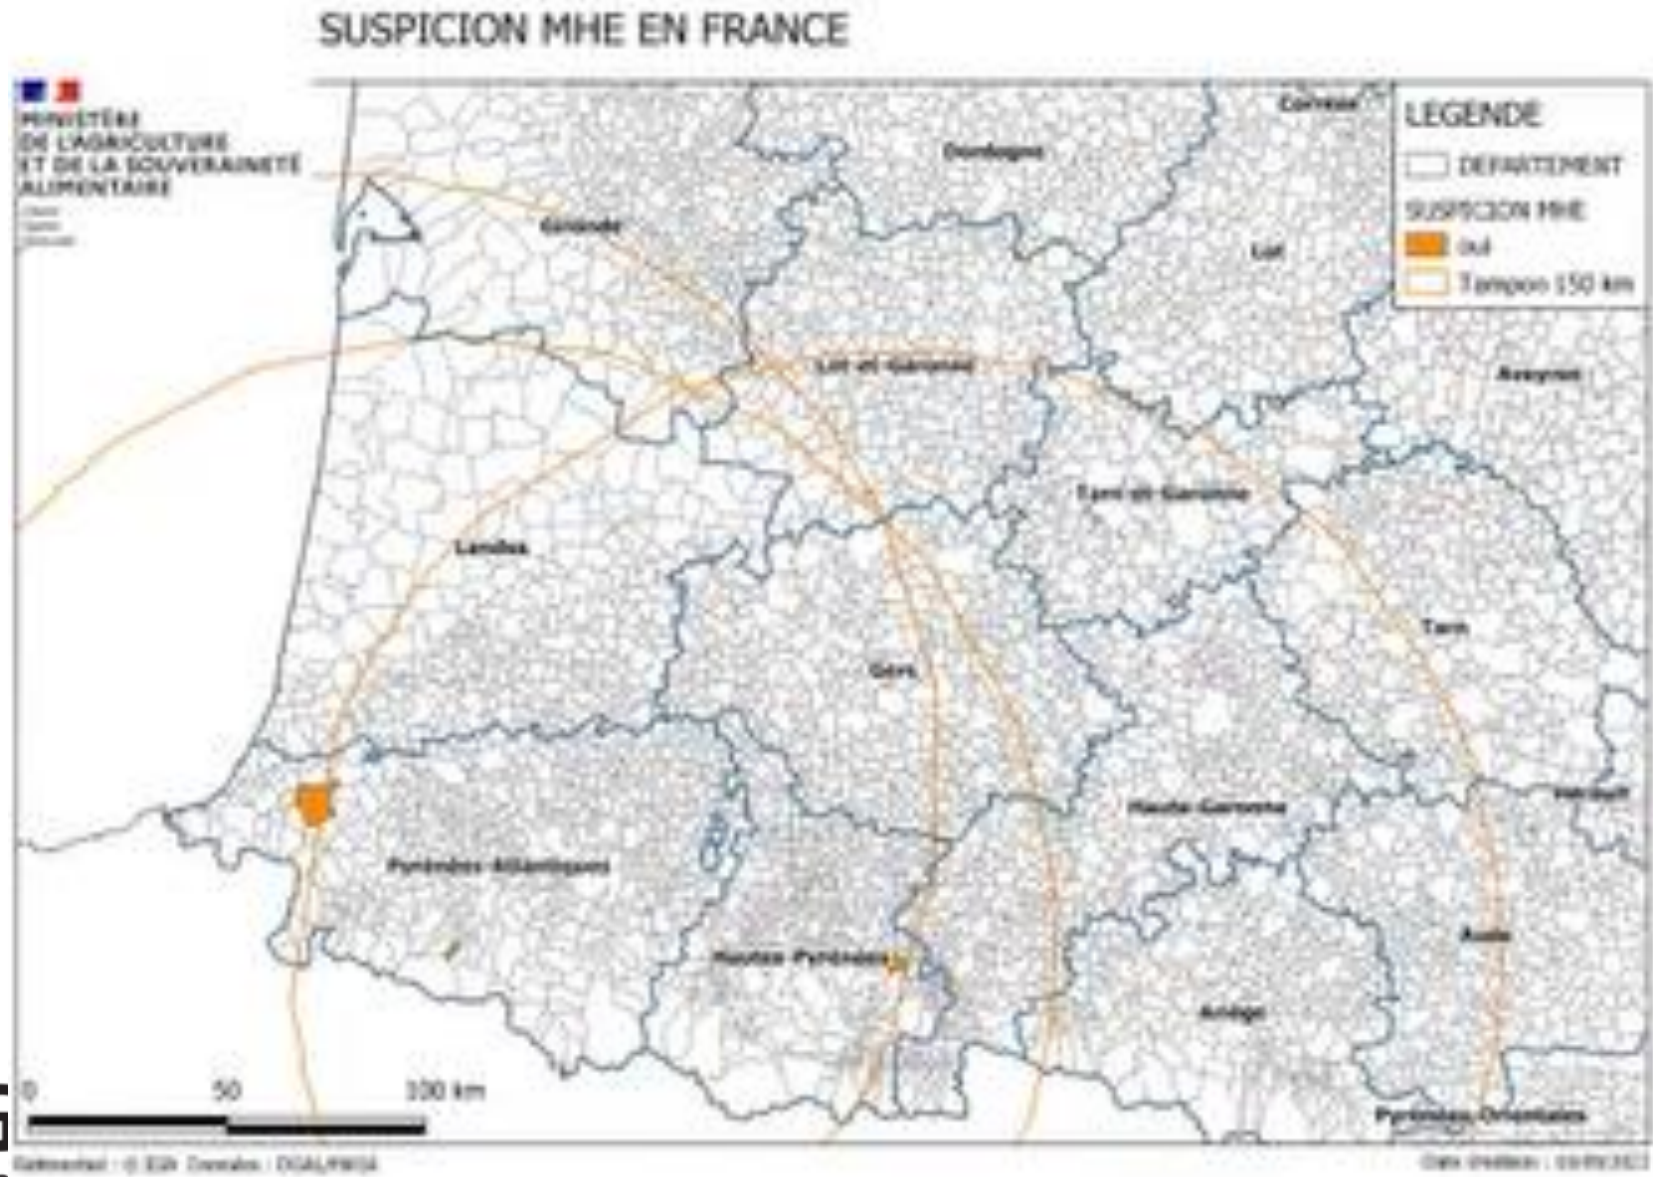 SUSPICION MHE EN FRANCE
MINISTÈRE
DE L'AGRICULTURE
ET DE LA SOUVERAINETÉ
ALIMENTAIRE
LEGENDE
DEPARTEMENT
SUSPICION MHE
oui
Tampon 150 km
Corrèze
Dordogne
Gironde
Lot
Lot-et-Garonne
Aveyron
Tarn-et-Garonne
Landes
Tarn
Gers
Hérault
Haute-Garonne
Pyrénées-Atlantiques
Aude
Hautes-Pyrénées
Ariège
Pyrénées-Orientales
0 50 100 km